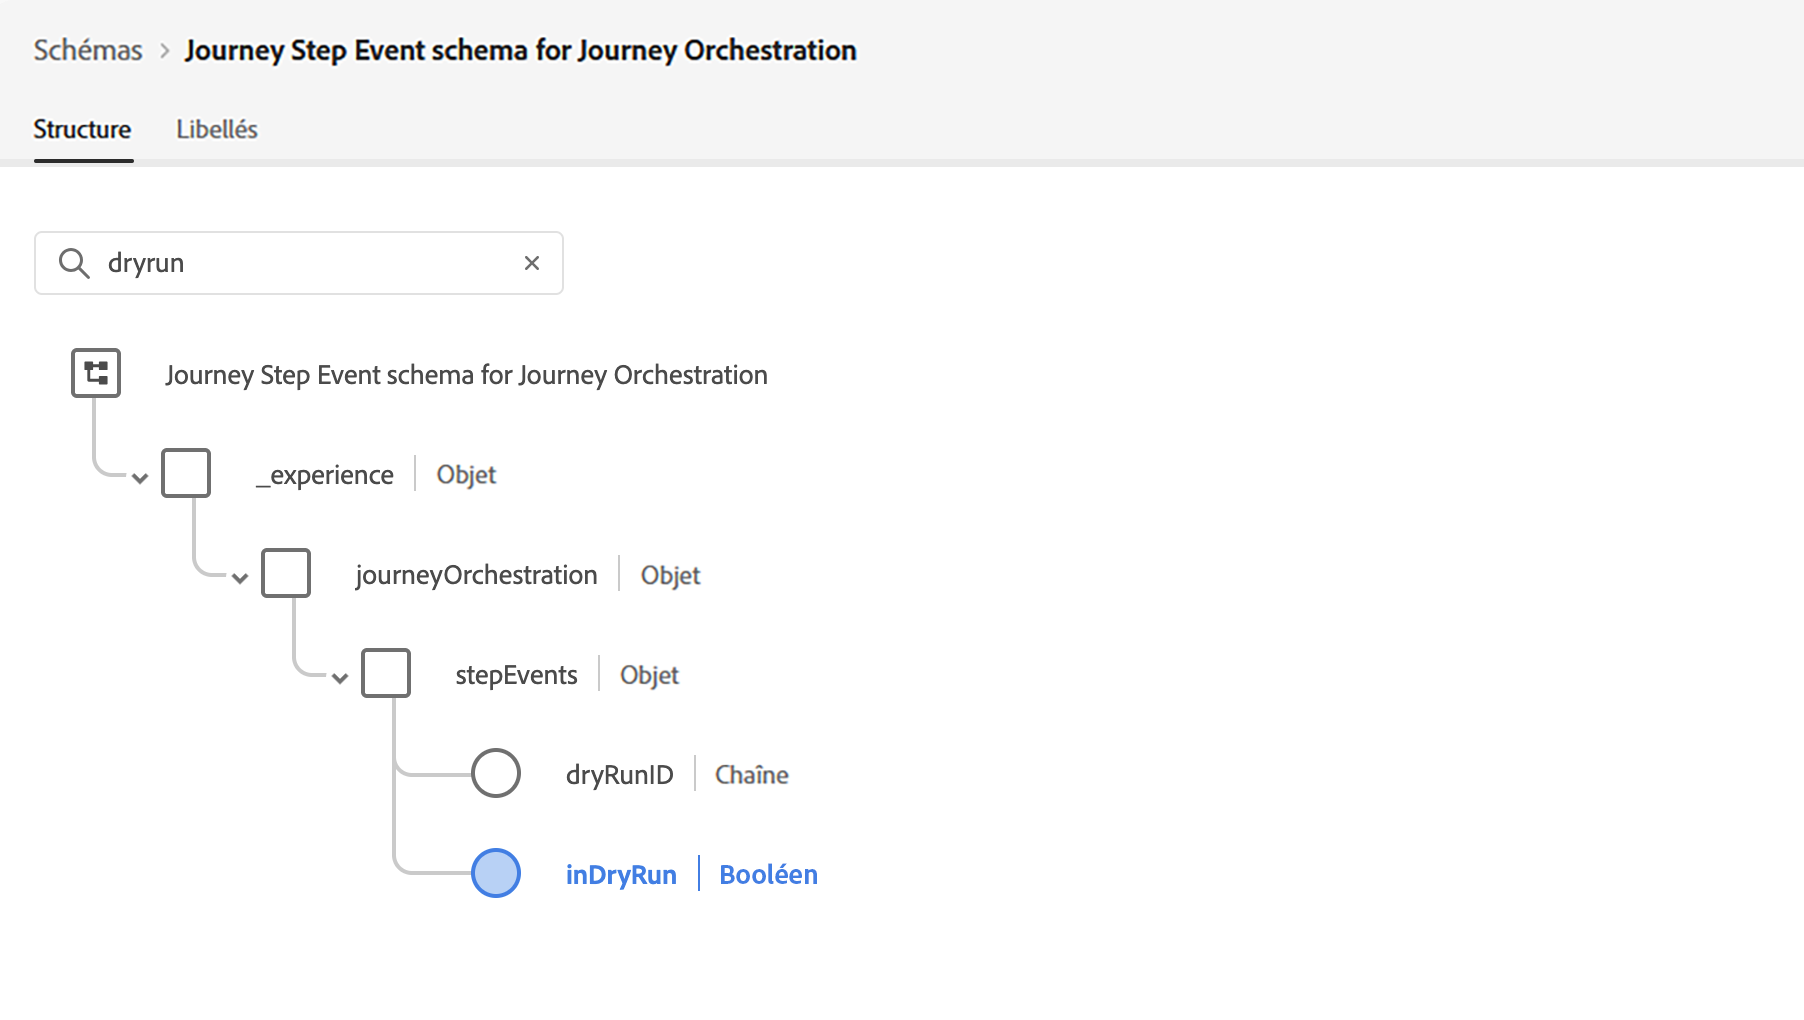 Schémas > Journey Step Event schema for Journey Orchestration
Structure Libellés
dryrun
Journey Step Event schema for Journey Orchestration
_experience | Objet
journeyOrchestration | Objet
stepEvents | Objet
dryRunID | Chaîne
inDryRun | Booléen